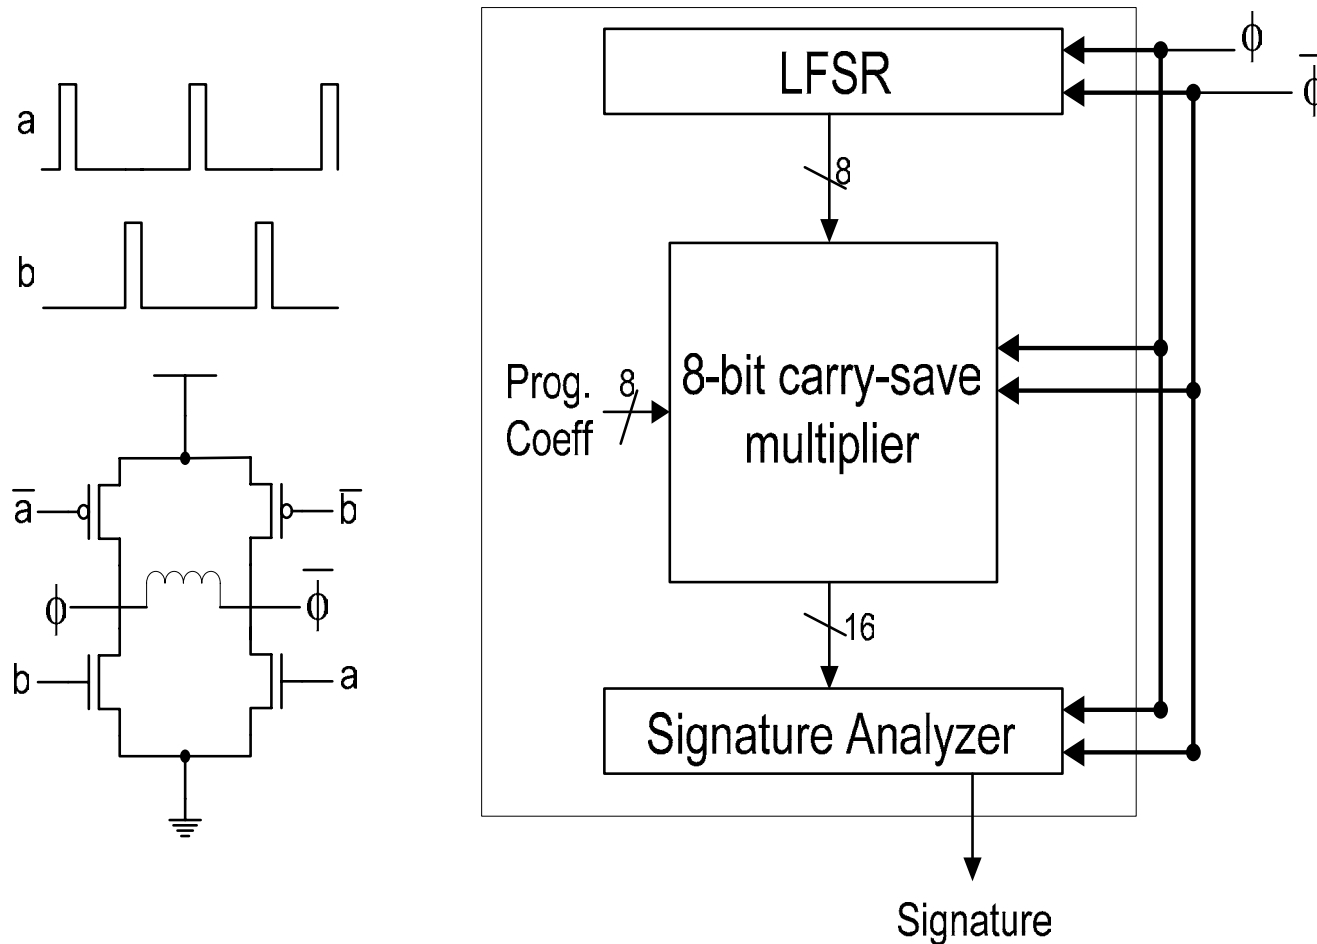 a
b
a̅
b̅
ϕ
ϕ̅
b
a
LFSR
ϕ
ϕ̅
8
Prog.
Coeff
8
8-bit carry-save
multiplier
16
Signature Analyzer
Signature